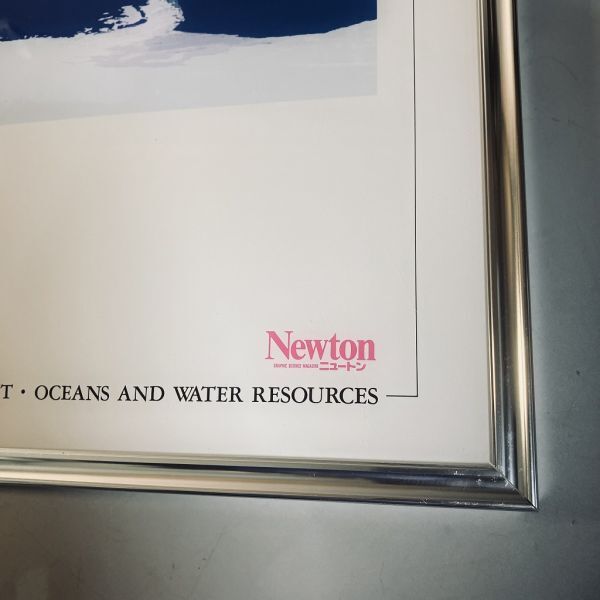 Newton
GRAPHIC SCIENCE MAGAZINE ニュートン
T・OCEANS AND WATER RESOURCES